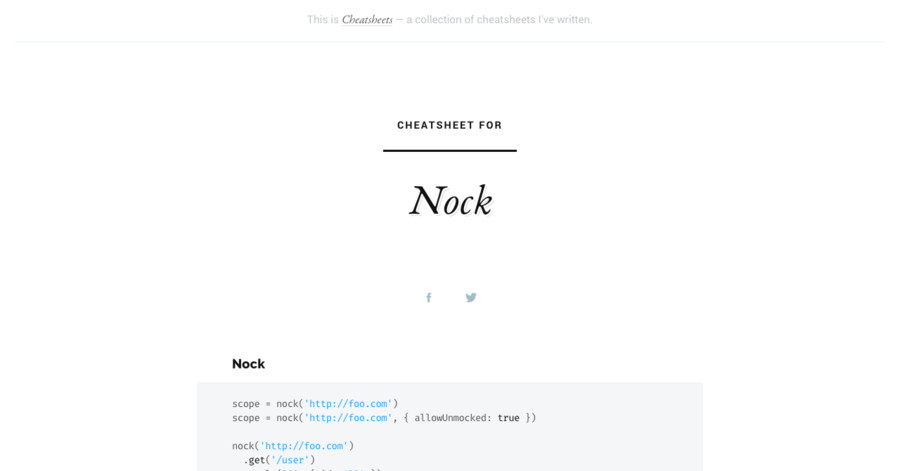 This is Cheatsheets — a collection of cheatsheets I've written.
CHEATSHEET FOR
Nock
Nock
scope = nock('http://foo.com')
scope = nock('http://foo.com', { allowUnmocked: true })
nock('http://foo.com')
.get('/user')